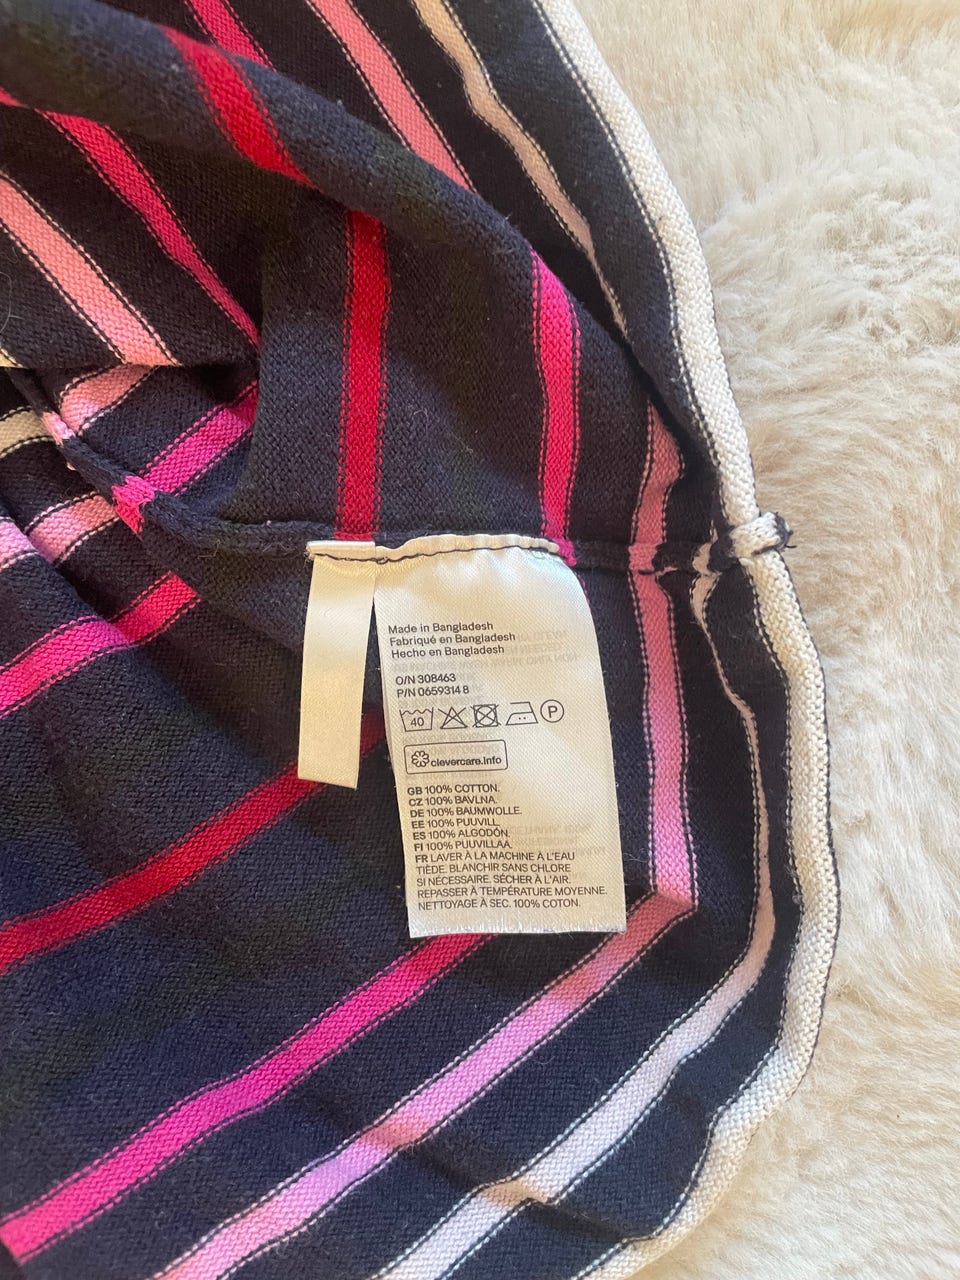 Made in Bangladesh
Fabriqué en Bangladesh
Hecho en Bangladesh
O/N 308463
P/N 0659314 8
40 P
clevercare.info
GB 100% COTTON.
CZ 100% BAVLNA.
DE 100% BAUMWOLLE.
EE 100% PUUVILL.
ES 100% ALGODÓN.
FI 100% PUUVILLAA.
FR LAVER À LA MACHINE À L'EAU
TIÈDE. BLANCHIR SANS CHLORE
SI NÉCESSAIRE. SÉCHER À L'AIR.
REPASSER À TEMPÉRATURE MOYENNE.
NETTOYAGE À SEC. 100% COTON.